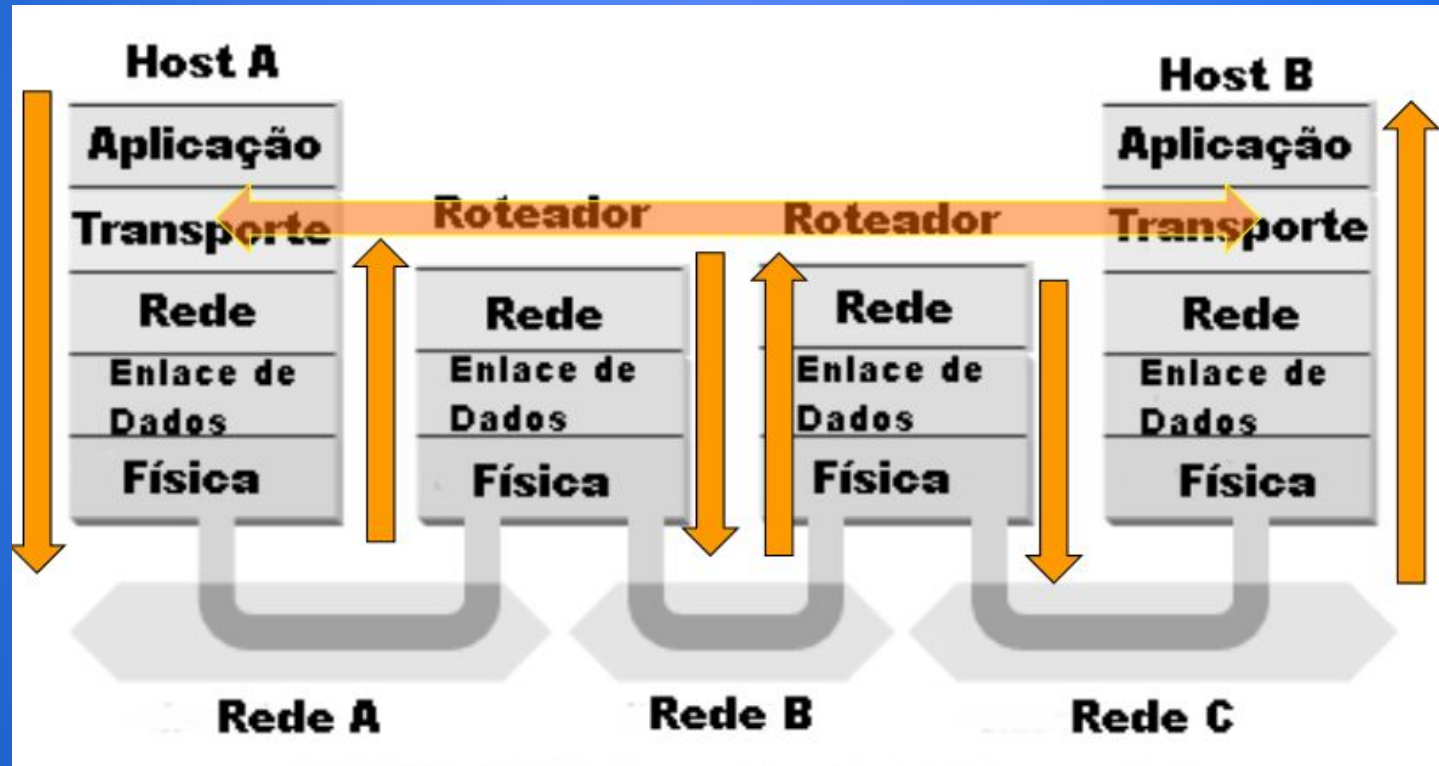 Host A
Aplicação
Transporte
Rede
Enlace de
Dados
Física
Roteador
Rede
Enlace de
Dados
Física
Roteador
Rede
Enlace de
Dados
Física
Host B
Aplicação
Transporte
Rede
Enlace de
Dados
Física
Rede A
Rede B
Rede C